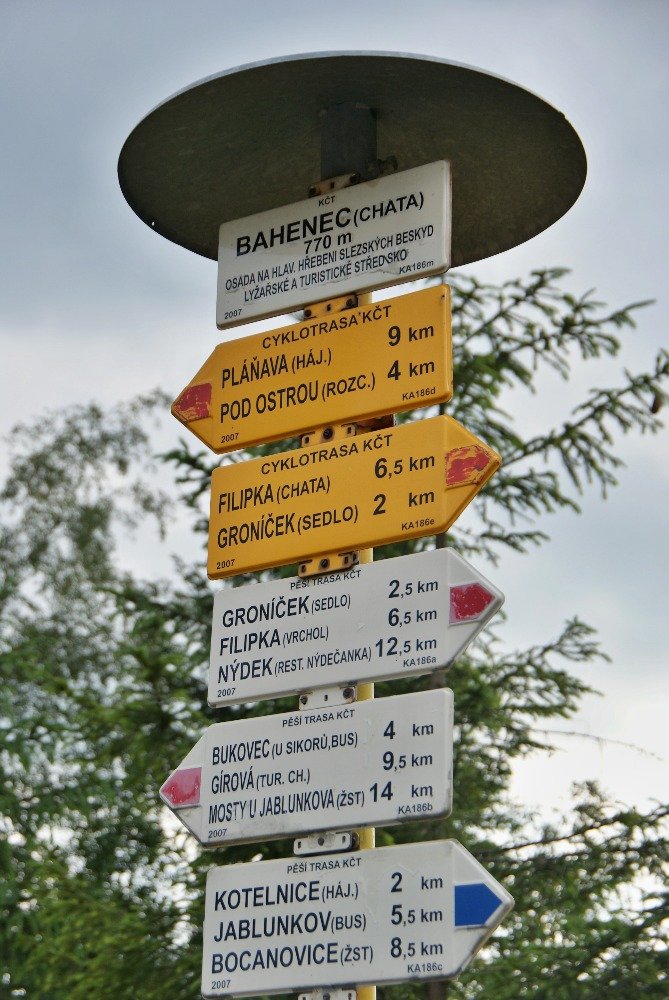 KČT
BAHENEC (CHATA)
770 m
OSADA NA HLAV. HŘEBENI SLEZSKÝCH BESKYD
LYŽAŘSKÉ A TURISTICKÉ STŘEDISKO
2007 KA186m
CYKLOTRASA KČT
PLÁŇAVA (HÁJ.) 9 km
POD OSTROU (ROZC.) 4 km
2007 KA186d
CYKLOTRASA KČT
FILIPKA (CHATA) 6,5 km
GRONÍČEK (SEDLO) 2 km
2007 KA186e
PĚŠÍ TRASA KČT
GRONÍČEK (SEDLO) 2,5 km
FILIPKA (VRCHOL) 6,5 km
NÝDEK (REST. NÝDEČANKA) 12,5 km
2007 KA186a
PĚŠÍ TRASA KČT
BUKOVEC (U SIKORŮ,BUS) 4 km
GÍROVÁ (TUR. CH.) 9,5 km
MOSTY U JABLUNKOVA (ŽST) 14 km
2007 KA186b
PĚŠÍ TRASA KČT
KOTELNICE (HÁJ.) 2 km
JABLUNKOV (BUS) 5,5 km
BOCANOVICE (ŽST) 8,5 km
2007 KA186c